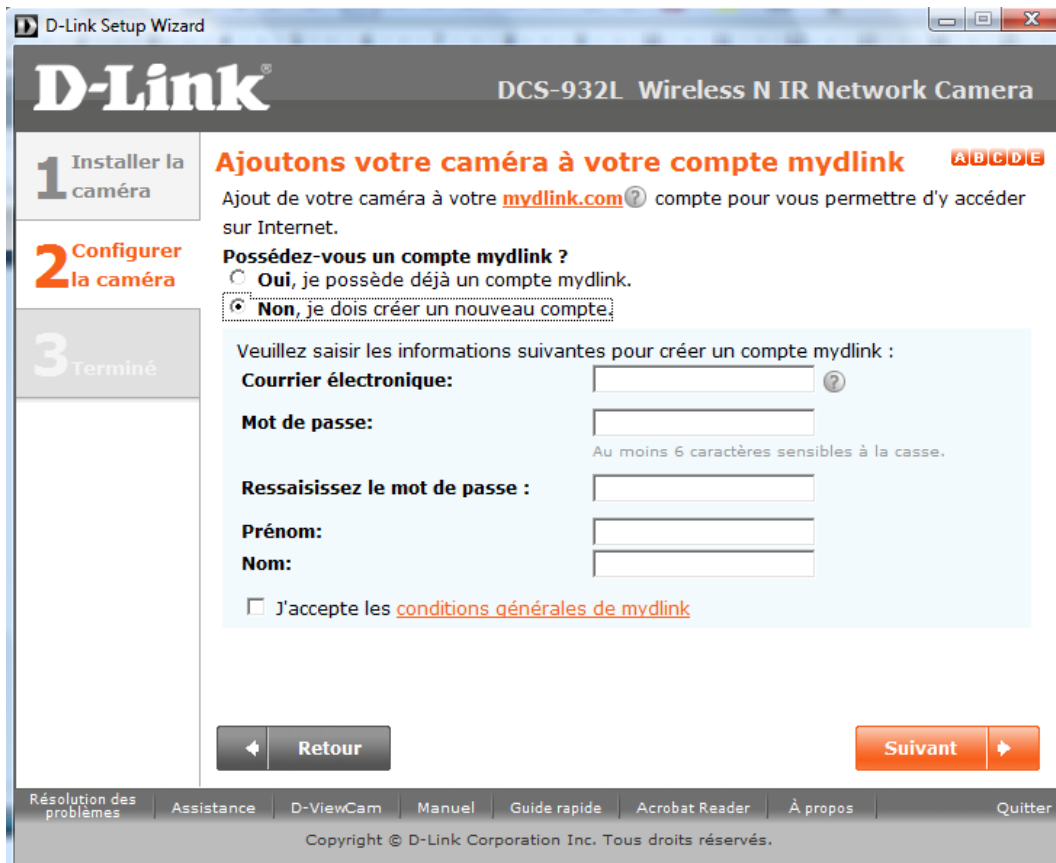 D-Link Setup Wizard
D-Link®
DCS-932L Wireless N IR Network Camera
1 Installer la
caméra
2 Configurer
la caméra
3 Terminé
Ajoutons votre caméra à votre compte mydlink
A B C D E
Ajout de votre caméra à votre mydlink.com ? compte pour vous permettre d'y accéder
sur Internet.
Possédez-vous un compte mydlink ?
Oui, je possède déjà un compte mydlink.
Non, je dois créer un nouveau compte.
Veuillez saisir les informations suivantes pour créer un compte mydlink :
Courrier électronique:
?
Mot de passe:
Au moins 6 caractères sensibles à la casse.
Ressaisissez le mot de passe :
Prénom:
Nom:
J'accepte les conditions générales de mydlink
Retour
Suivant
Résolution des
problèmes
Assistance
D-ViewCam
Manuel
Guide rapide
Acrobat Reader
À propos
Quitter
Copyright © D-Link Corporation Inc. Tous droits réservés.